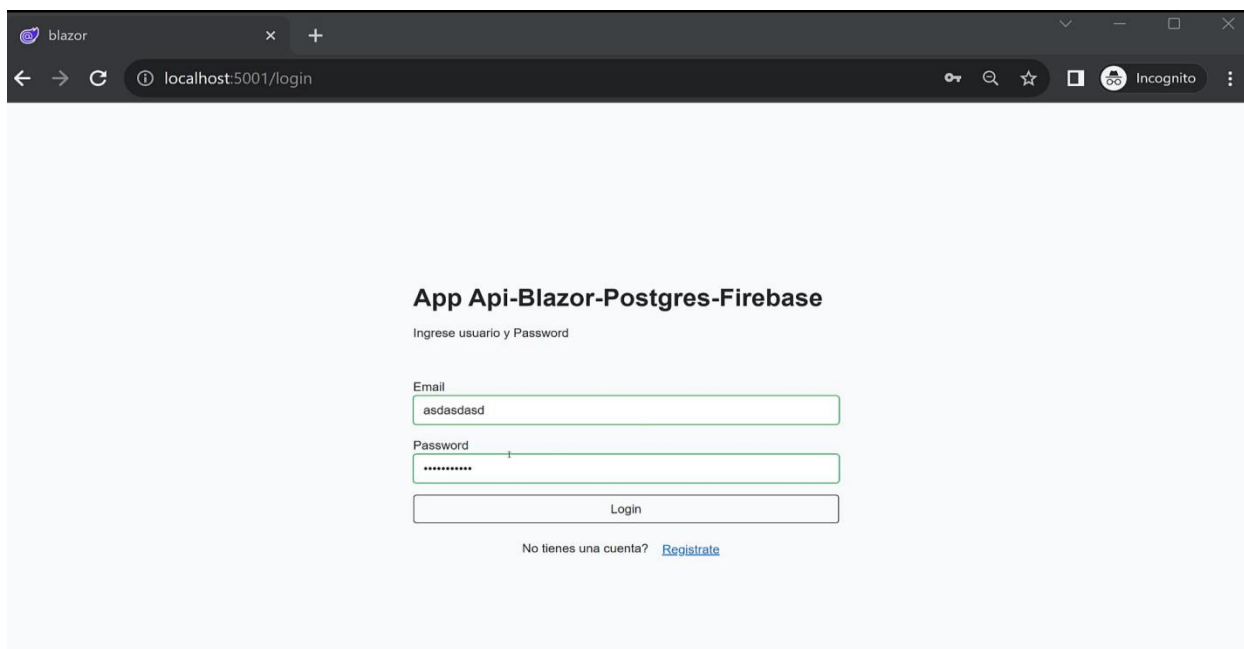 blazor
localhost:5001/login
Incognito
App Api-Blazor-Postgres-Firebase
Ingrese usuario y Password
Email
asdasdasd
Password
•••••••••••
Login
No tienes una cuenta? Registrate